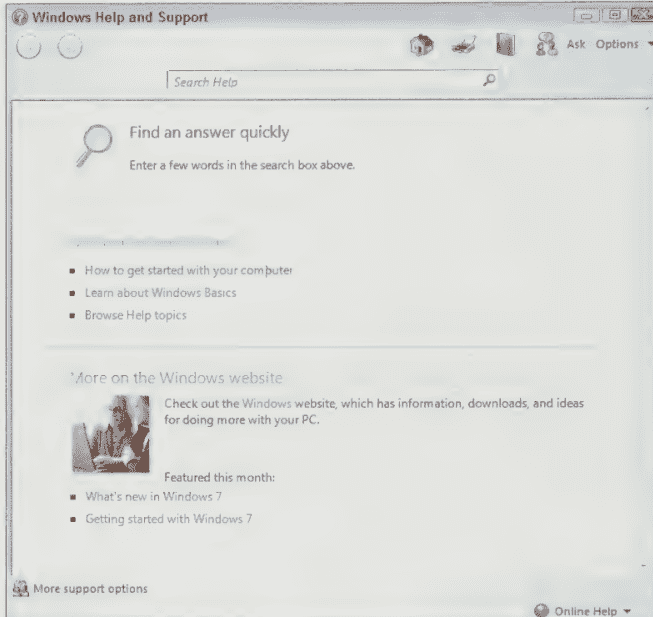 Windows Help and Support
Ask Options
Search Help
Find an answer quickly
Enter a few words in the search box above.
How to get started with your computer
Learn about Windows Basics
Browse Help topics
More on the Windows website
Check out the Windows website, which has information, downloads, and ideas
for doing more with your PC.
Featured this month:
What's new in Windows 7
Getting started with Windows 7
More support options
Online Help